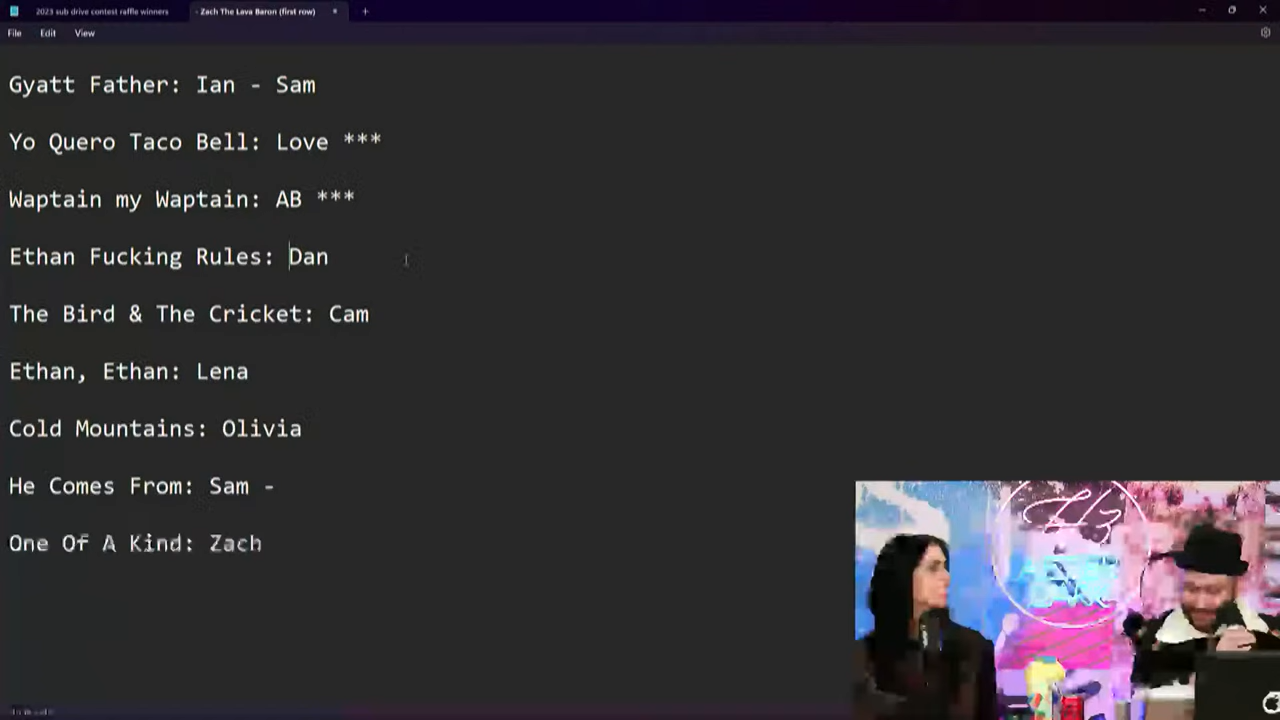 2023 sub drive contest raffle winners
- Zach The Lava Baron (first row)
File Edit View
Gyatt Father: Ian - Sam
Yo Quero Taco Bell: Love ***
Waptain my Waptain: AB ***
Ethan Fucking Rules: Dan
The Bird & The Cricket: Cam
Ethan, Ethan: Lena
Cold Mountains: Olivia
He Comes From: Sam -
One Of A Kind: Zach